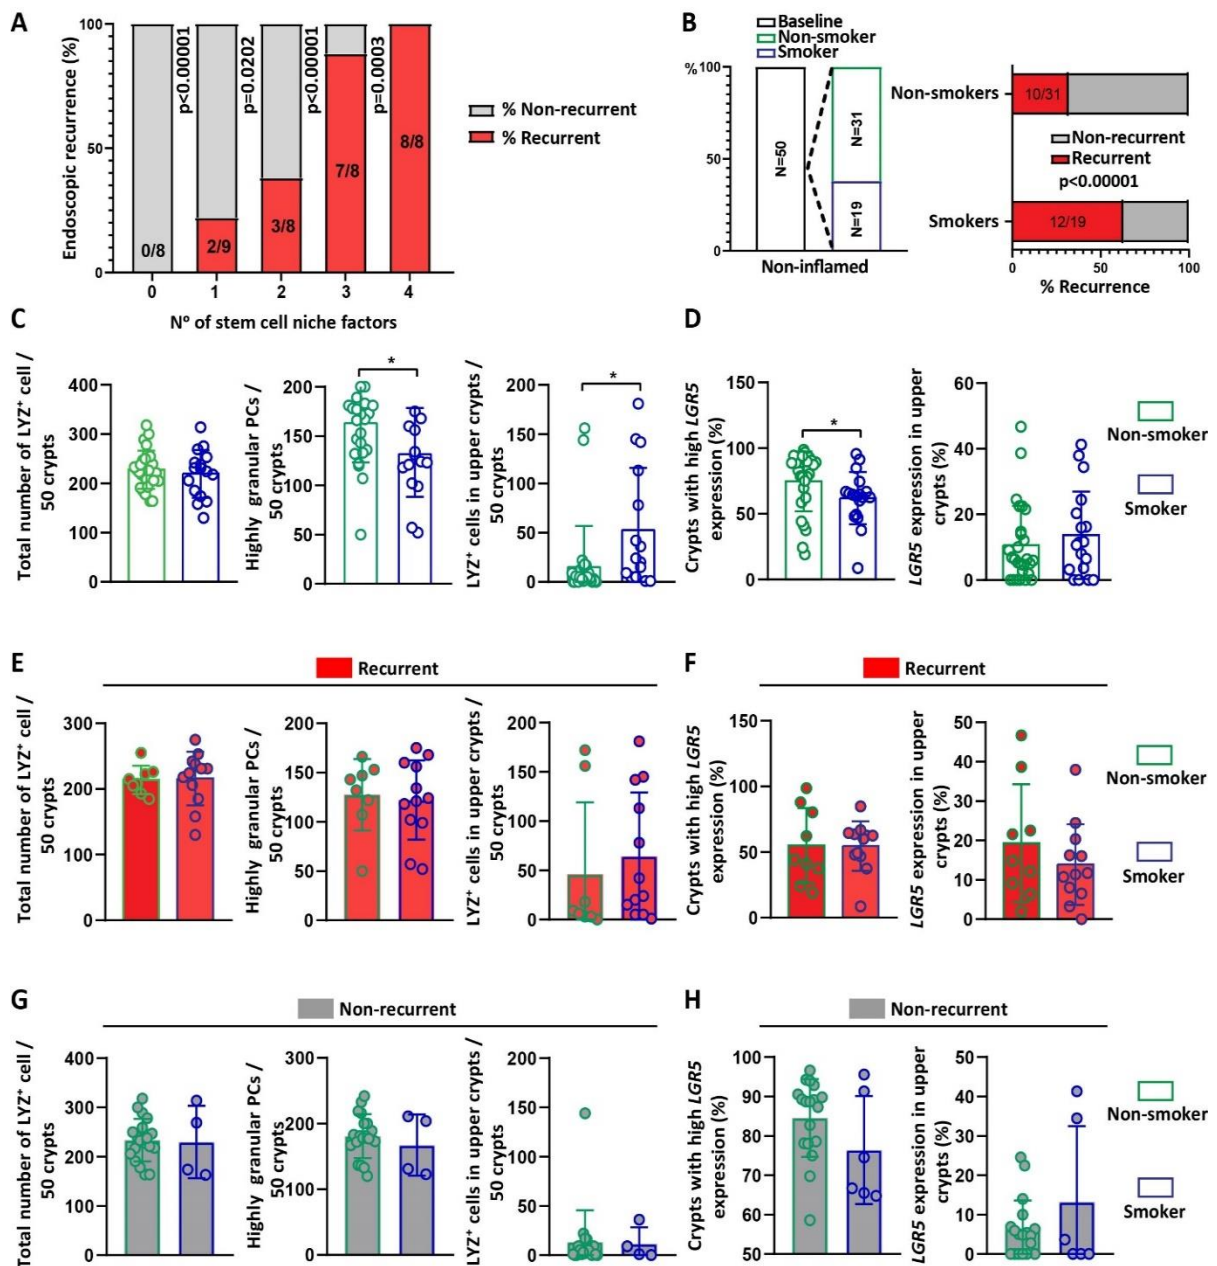 A
Endoscopic recurrence (%)
100
50
0
0/8
p<0.00001
2/9
p=0.0202
3/8
p<0.00001
7/8
p=0.0003
8/8
0 1 2 3 4
Nº of stem cell niche factors
% Non-recurrent
% Recurrent
B
Baseline
Non-smoker
Smoker
%
100
50
0
N=50
N=31
N=19
Non-inflamed
Non-smokers
10/31
Non-recurrent
Recurrent
p<0.00001
Smokers
12/19
0 50 100
% Recurrence
C
Total number of LYZ⁺ cell /
50 crypts
400
300
200
100
0
Highly granular PCs /
50 crypts
200
150
100
50
0
*
LYZ⁺ cells in upper crypts /
50 crypts
200
150
100
50
0
*
D
Crypts with high LGR5
expression (%)
150
100
50
0
*
LGR5 expression in upper
crypts (%)
60
40
20
0
Non-smoker
Smoker
E
Recurrent
Total number of LYZ⁺ cell /
50 crypts
300
200
100
0
Highly granular PCs /
50 crypts
200
150
100
50
0
LYZ⁺ cells in upper crypts /
50 crypts
200
150
100
50
0
F
Recurrent
Crypts with high LGR5
expression (%)
150
100
50
0
LGR5 expression in upper
crypts (%)
50
40
30
20
10
0
Non-smoker
Smoker
G
Non-recurrent
Total number of LYZ⁺ cell /
50 crypts
400
300
200
100
0
Highly granular PCs /
50 crypts
300
200
100
0
LYZ⁺ cells in upper crypts /
50 crypts
200
150
100
50
0
H
Non-recurrent
Crypts with high LGR5
expression (%)
100
90
80
70
60
50
LGR5 expression in upper
crypts (%)
50
40
30
20
10
0
Non-smoker
Smoker